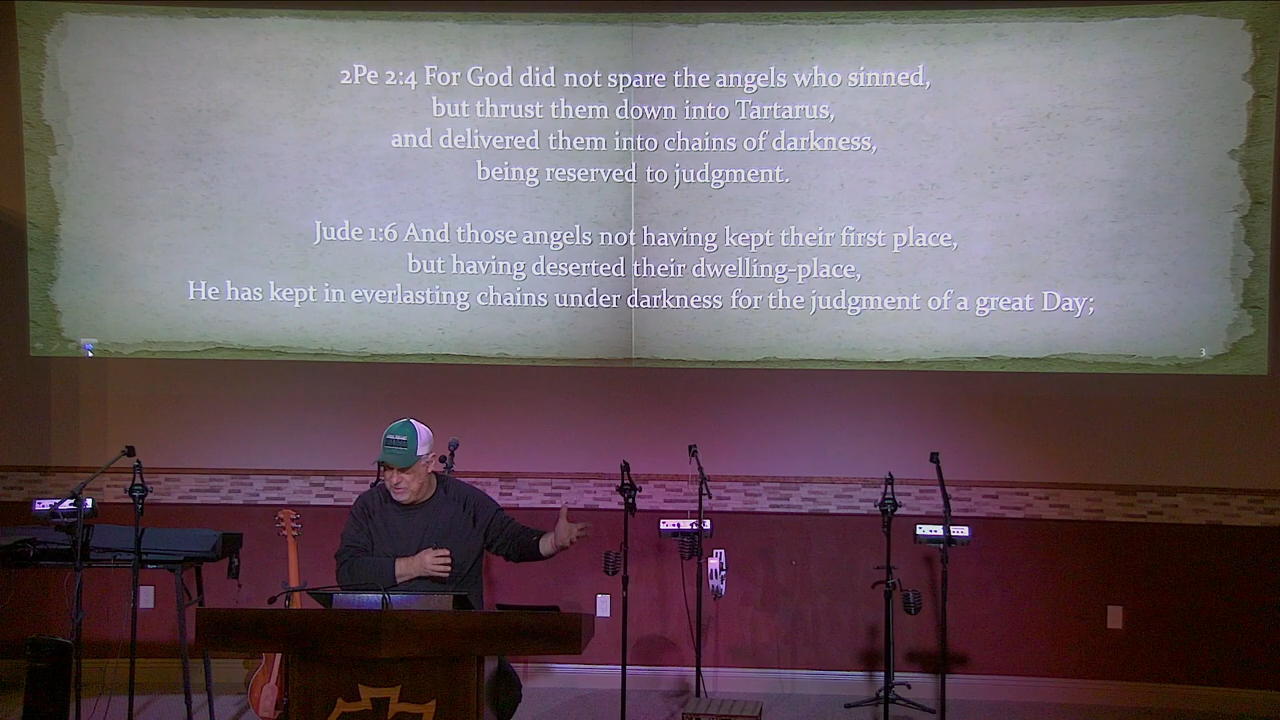 2Pe 2:4 For God did not spare the angels who sinned,
but thrust them down into Tartarus,
and delivered them into chains of darkness,
being reserved to judgment.
Jude 1:6 And those angels not having kept their first place,
but having deserted their dwelling-place,
He has kept in everlasting chains under darkness for the judgment of a great Day;
3